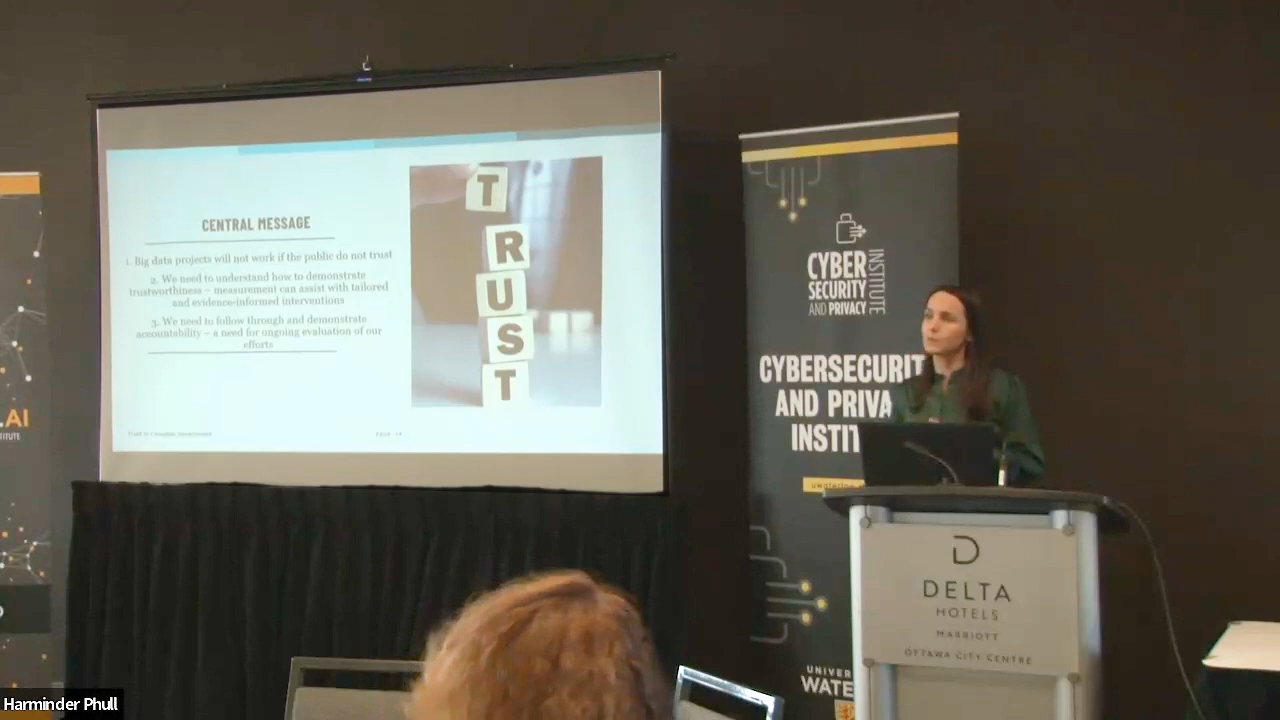 CENTRAL MESSAGE
1. Big data projects will not work if the public do not trust
2. We need to understand how to demonstrate
trustworthiness – measurement can assist with tailored
and evidence-informed interventions
3. We need to follow through and demonstrate
accountability – a need for ongoing evaluation of our
efforts
T
R
U
S
T
.AI
CYBER
SECURITY
AND PRIVACY
INSTITUTE
CYBERSECURIT
AND PRIVA
INSTIT
UNIVER
WATE
DELTA
HOTELS
MARRIOTT
OTTAWA CITY CENTRE
Harminder Phull